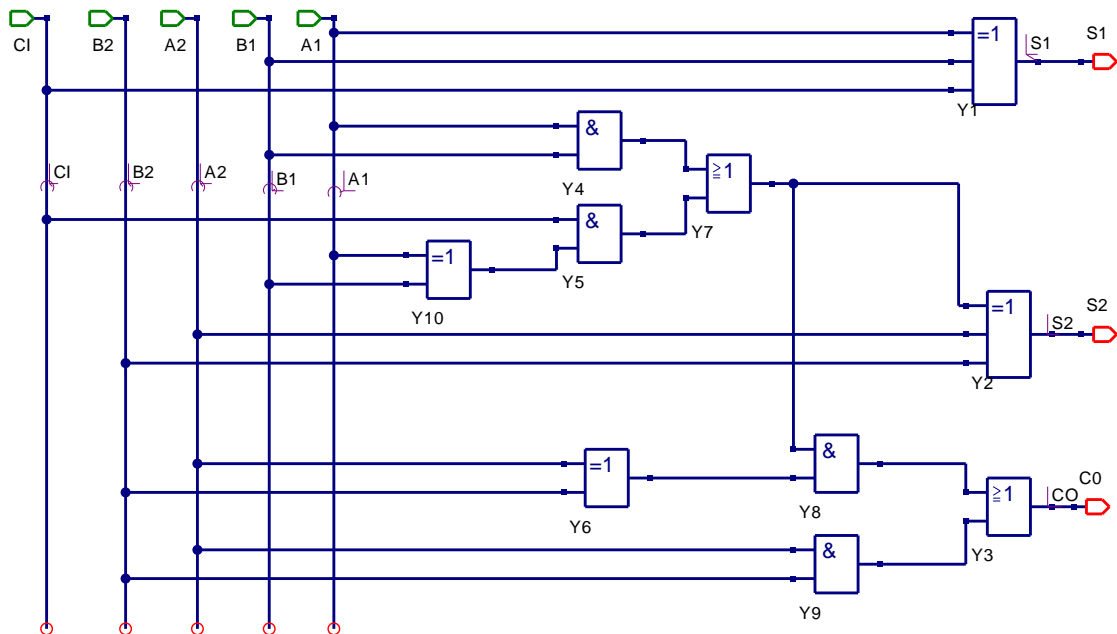 CI B2 A2 B1 A1
=1 S1 S1
Y1
&
Y4
CI B2 A2 B1 A1
≧1
Y7
&
Y5
=1
Y10
=1 S2 S2
Y2
&
Y8
=1
Y6
≧1 CO C0
Y3
&
Y9